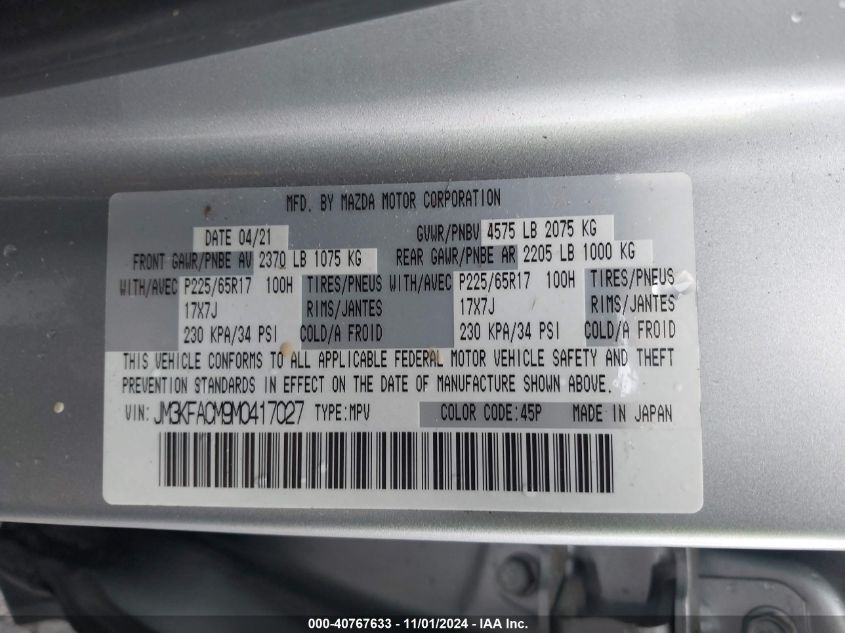 MFD. BY MAZDA MOTOR CORPORATION
DATE 04/21 GVWR/PNBV 4575 LB 2075 KG
FRONT GAWR/PNBE AV 2370 LB 1075 KG REAR GAWR/PNBE AR 2205 LB 1000 KG
WITH/AVEC P225/65R17 100H TIRES/PNEUS WITH/AVEC P225/65R17 100H TIRES/PNEUS
17X7J RIMS/JANTES 17X7J RIMS/JANTES
230 KPA/34 PSI COLD/A FROID 230 KPA/34 PSI COLD/A FROID
THIS VEHICLE CONFORMS TO ALL APPLICABLE FEDERAL MOTOR VEHICLE SAFETY AND THEFT
PREVENTION STANDARDS IN EFFECT ON THE DATE OF MANUFACTURE SHOWN ABOVE.
VIN: JM3KFACM9M0417027 TYPE:MPV COLOR CODE:45P MADE IN JAPAN
000-40767633 - 11/01/2024 - IAA Inc.